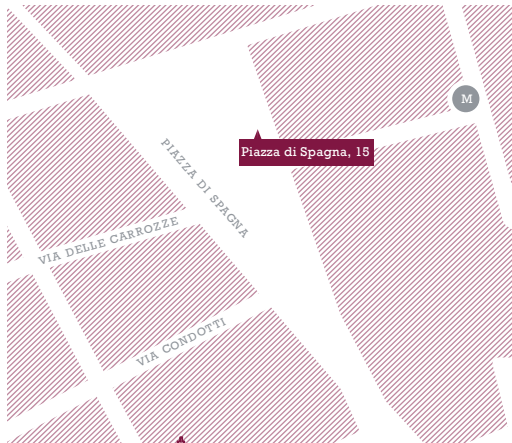 M
Piazza di Spagna, 15
PIAZZA DI SPAGNA
VIA DELLE CARROZZE
VIA CONDOTTI